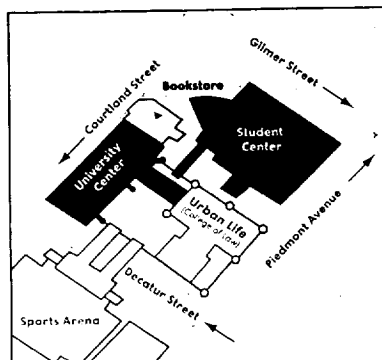 Gilmer Street
Courtland Street
Bookstore
Student
Center
University
Center
Urban Life
(College of Law)
Piedmont Avenue
Decatur Street
Sports Arena